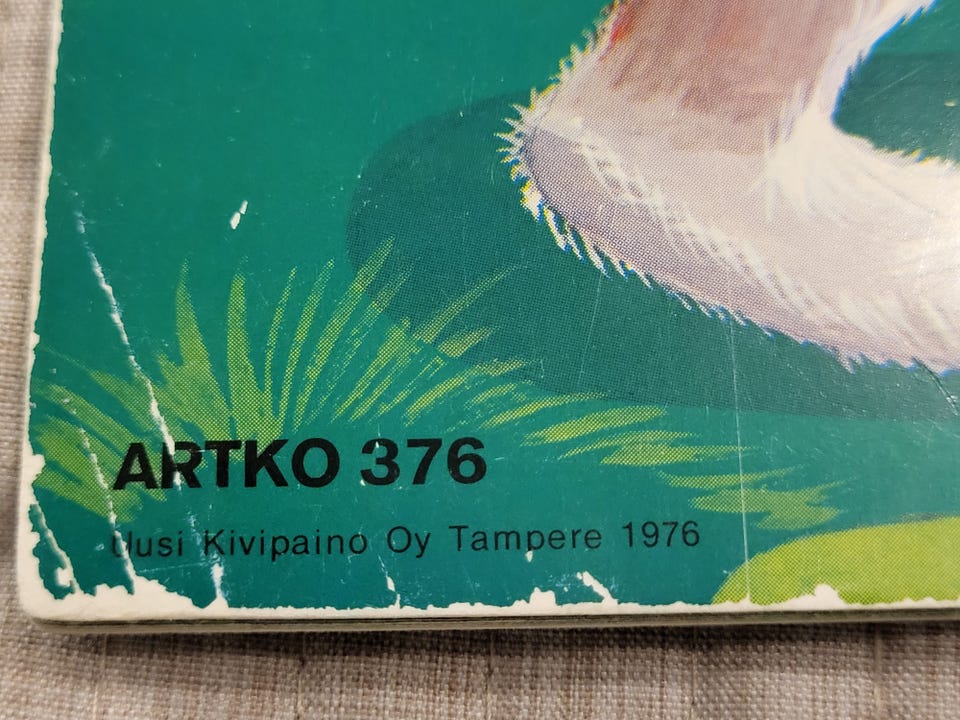 ARTKO 376
Uusi Kivipaino Oy Tampere 1976